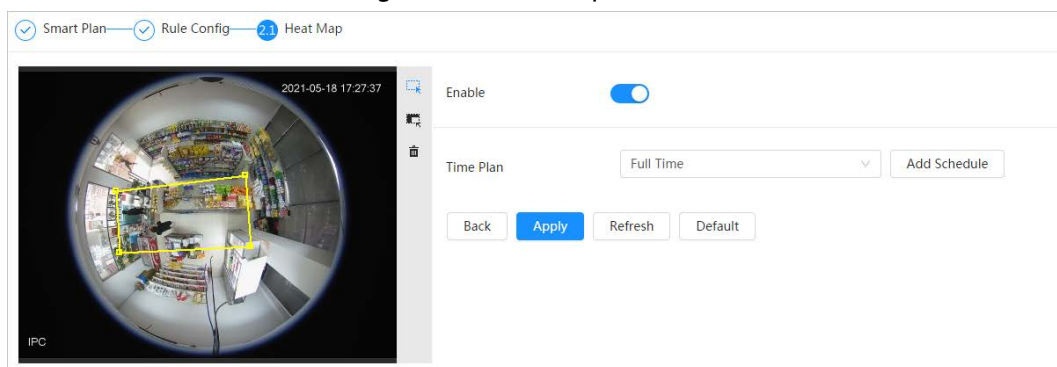 Smart Plan Rule Config 2.1 Heat Map
2021-05-18 17:27:37
IPC
Enable
Time Plan Full Time Add Schedule
Back Apply Refresh Default